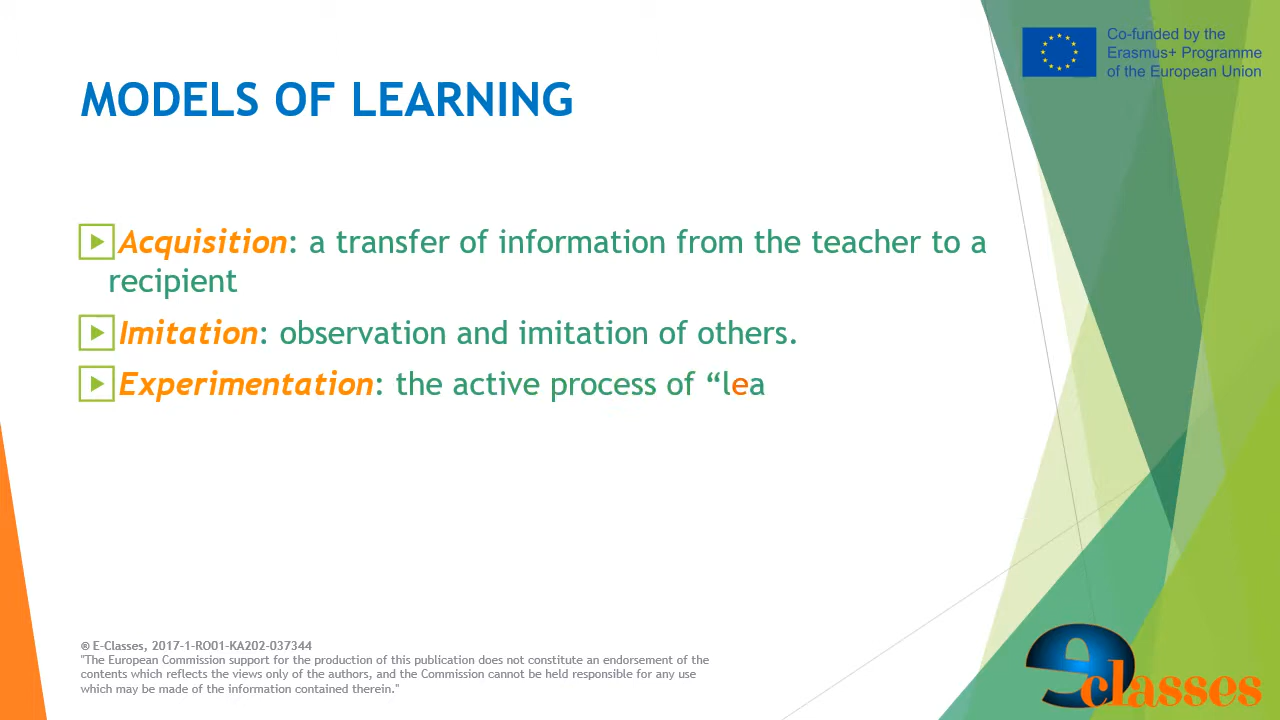 Co-funded by the
Erasmus+ Programme
of the European Union
MODELS OF LEARNING
Acquisition: a transfer of information from the teacher to a
recipient
Imitation: observation and imitation of others.
Experimentation: the active process of “lea
® E-Classes, 2017-1-RO01-KA202-037344
"The European Commission support for the production of this publication does not constitute an endorsement of the
contents which reflects the views only of the authors, and the Commission cannot be held responsible for any use
which may be made of the information contained therein."
eclasses